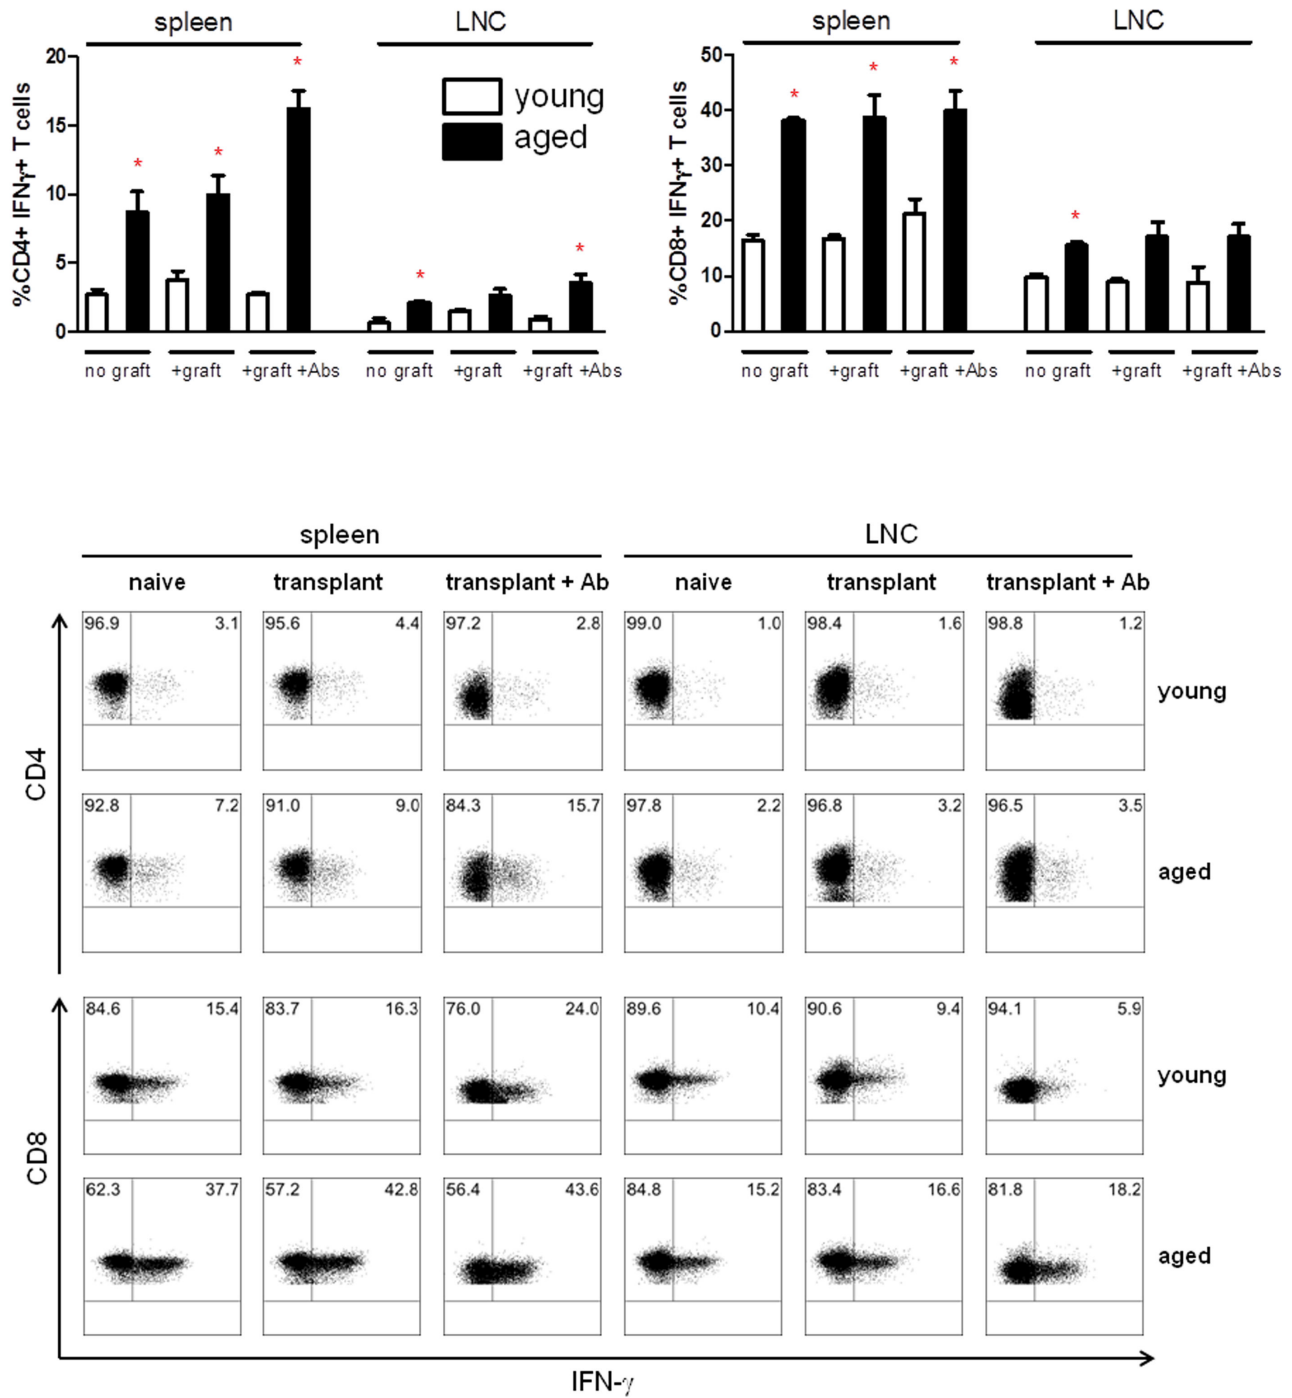 spleen LNC spleen LNC
%CD4+ IFNγ+ T cells
20
15
10
5
0
* * * * *
young
aged
no graft +graft +graft +Abs no graft +graft +graft +Abs
%CD8+ IFNγ+ T cells
50
40
30
20
10
0
* * * *
no graft +graft +graft +Abs no graft +graft +graft +Abs
spleen LNC
naive transplant transplant + Ab naive transplant transplant + Ab
CD4
96.9 3.1 95.6 4.4 97.2 2.8 99.0 1.0 98.4 1.6 98.8 1.2
young
92.8 7.2 91.0 9.0 84.3 15.7 97.8 2.2 96.8 3.2 96.5 3.5
aged
CD8
84.6 15.4 83.7 16.3 76.0 24.0 89.6 10.4 90.6 9.4 94.1 5.9
young
62.3 37.7 57.2 42.8 56.4 43.6 84.8 15.2 83.4 16.6 81.8 18.2
aged
IFN-γ